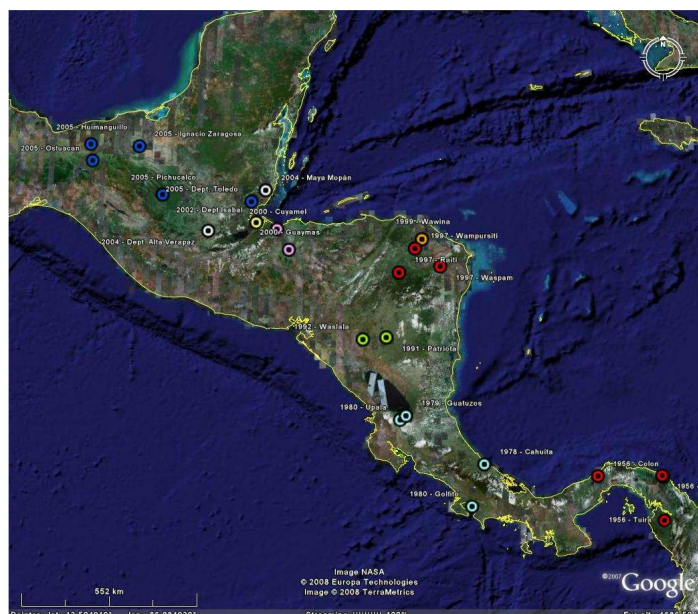 N
2005 - Huimanguillo
2005 - Ignacio Zaragosa
2005 - Ostuacan
2005 - Pichucalco
2004 - Maya Mopán
2005 - Dept. Toledo
2002 - Dept Isabal
2000 - Cuyamel
2000 - Guaymas
2004 - Dept. Alta Verapaz
1999 - Wawina
1997 - Wampursiti
1997 - Raiti
1997 - Waspam
1992 - Waslala
1991 - Patriota
1979 - Guatuzos
1980 - Upala
1978 - Cahuita
1956 - Colon
1956 -
1980 - Golfito
1956 - Tuira
552 km
Image NASA
© 2008 Europa Technologies
Image © 2008 TerraMetrics
©2007 Google